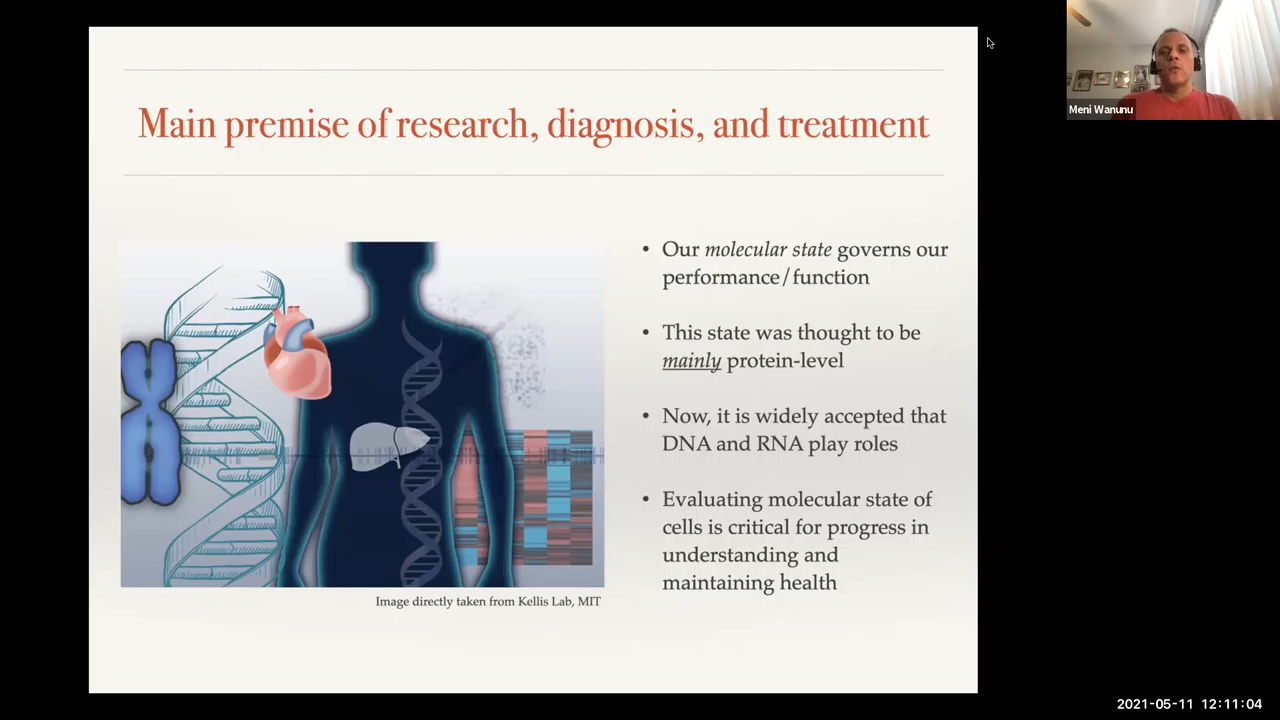 Main premise of research, diagnosis, and treatment
• Our molecular state governs our
performance/function
• This state was thought to be
mainly protein-level
• Now, it is widely accepted that
DNA and RNA play roles
• Evaluating molecular state of
cells is critical for progress in
understanding and
maintaining health
Image directly taken from Kellis Lab, MIT
Meni Wanunu
2021-05-11 12:11:04